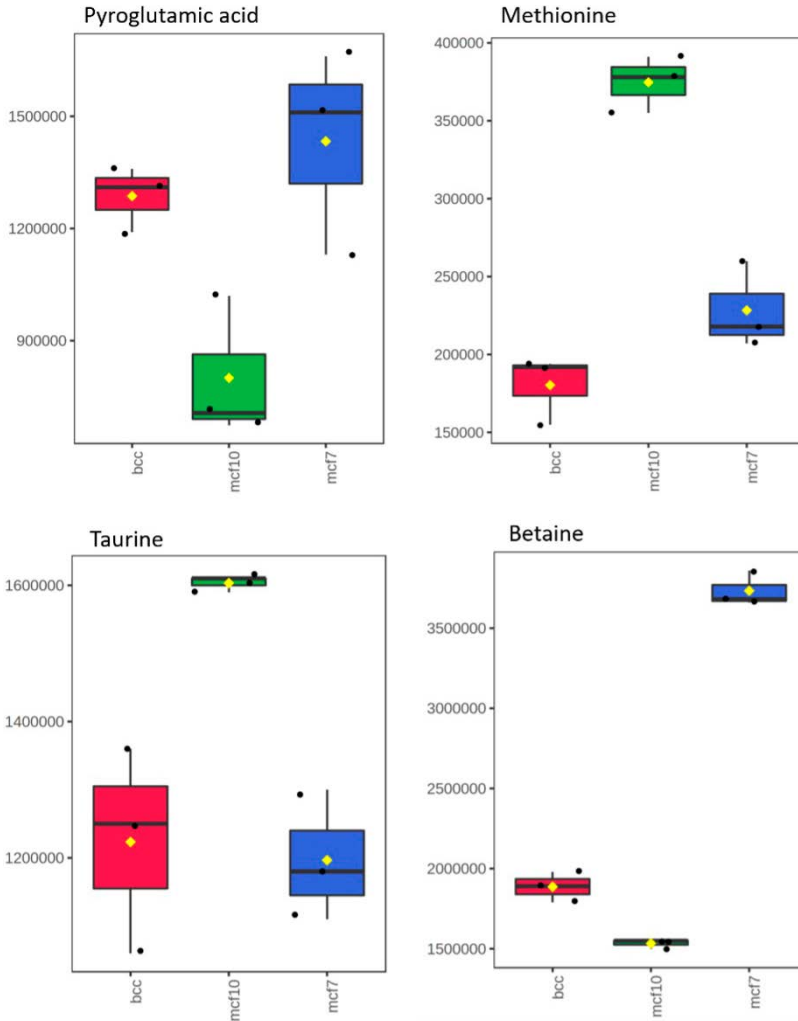 Pyroglutamic acid
1500000
1200000
900000
bcc
mcf10
mcf7
Methionine
400000
350000
300000
250000
200000
150000
bcc
mcf10
mcf7
Taurine
1600000
1400000
1200000
bcc
mcf10
mcf7
Betaine
3500000
3000000
2500000
2000000
1500000
bcc
mcf10
mcf7